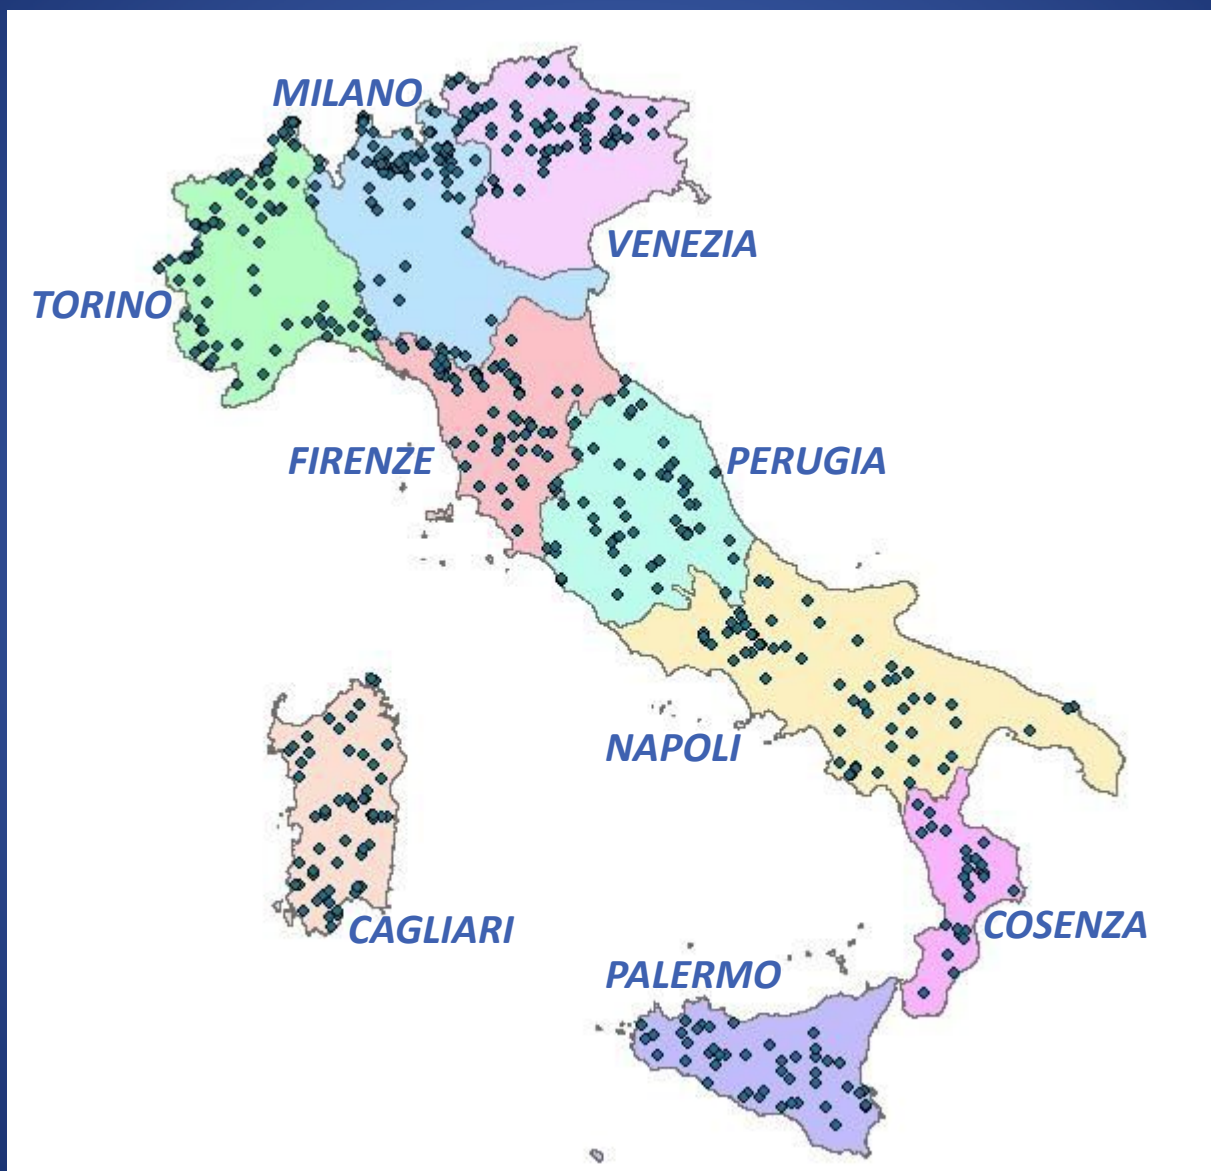 MILANO
VENEZIA
TORINO
FIRENZE
PERUGIA
NAPOLI
CAGLIARI
COSENZA
PALERMO